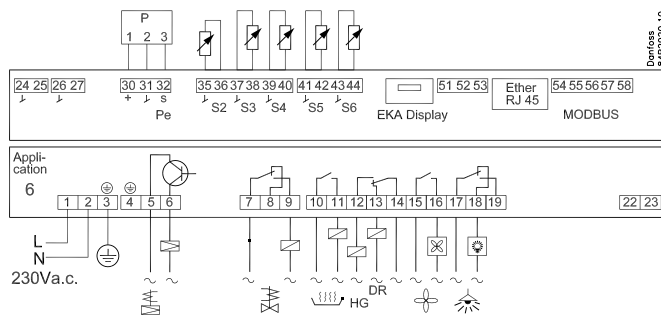 P
1 2 3
Danfoss
24 25 26 27 30 31 32 35 36 37 38 39 40 41 42 43 44 51 52 53 Ether RJ 45 54 55 56 57 58
+ s S2 S3 S4 S5 S6
Pe EKA Display MODBUS
Appli-
cation
6
1 2 3 4 5 6 7 8 9 10 11 12 13 14 15 16 17 18 19 22 23
L
N
230Va.c.
DR
HG